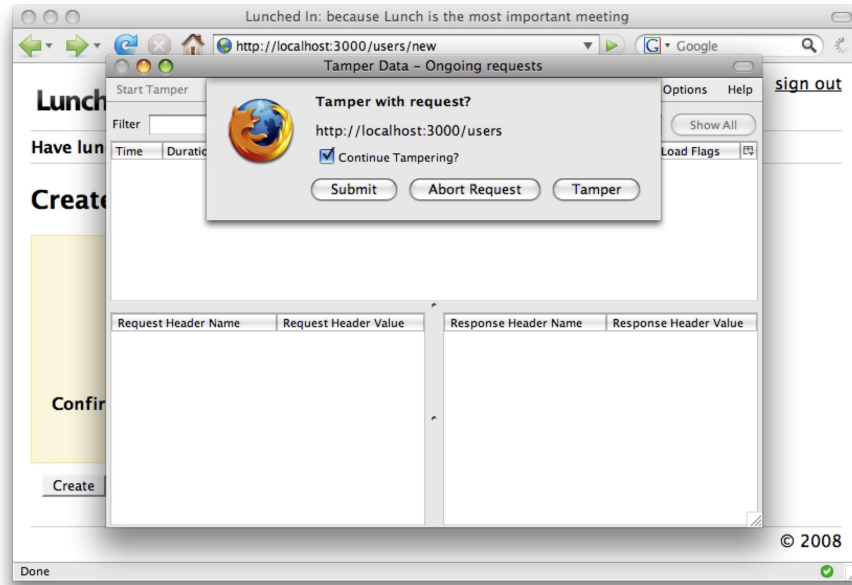 Lunched In: because Lunch is the most important meeting
http://localhost:3000/users/new
Google
Tamper Data – Ongoing requests
sign out
Start Tamper
Options Help
Tamper with request?
http://localhost:3000/users
Continue Tampering?
Submit Abort Request Tamper
Lunch
Filter
Show All
Have lun
Time Duratio
Load Flags
Create
Request Header Name Request Header Value Response Header Name Response Header Value
Confir
Create
© 2008
Done